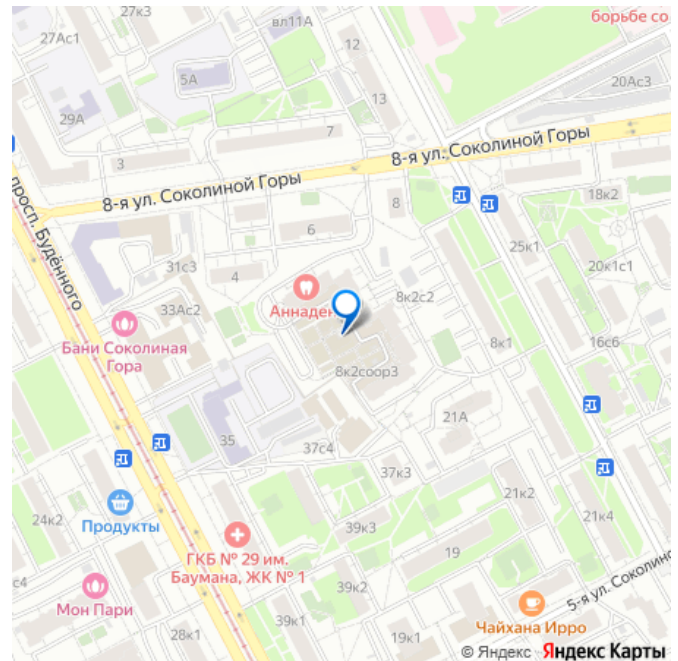 27к3
борьбе со
27Ас1
вл11А
12
5А
20Ас3
13
29А
7
8-я ул. Соколиной Горы
3
8-я ул. Соколиной Горы
просп. Будённого
18к2
8
6
25к1
31с3
20к1с1
4
8к2с2
33Ас2
Аннаден
Бани Соколиная
Гора
8к1
16с6
8к2соор3
21А
35
37с4
37к3
24к2
Продукты
21к2
39к3
21к4
ГКБ № 29 им.
Баумана, ЖК № 1
19
с4
39к2
5-я ул. Соколино
Мон Пари
Чайхана Ирро
39к1
28к1
19к1
© Яндекс Яндекс Карты